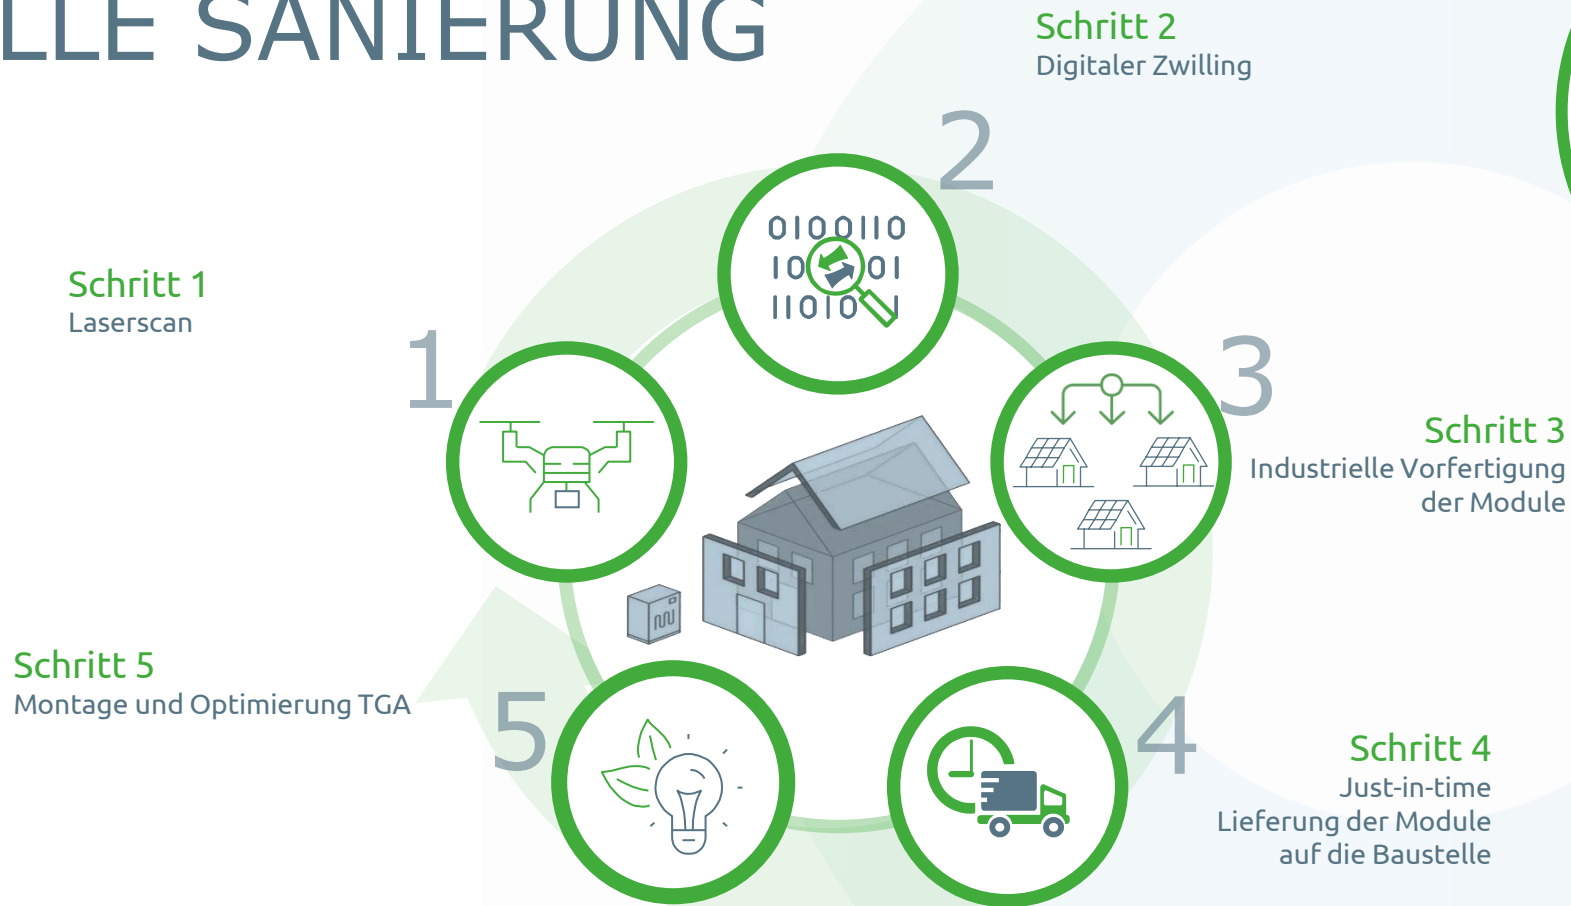 LLE SANIERUNG
Schritt 2
Digitaler Zwilling
2
0100110
10 01
11010
Schritt 1
Laserscan
1
3
Schritt 3
Industrielle Vorfertigung
der Module
Schritt 5
Montage und Optimierung TGA
5
4
Schritt 4
Just-in-time
Lieferung der Module
auf die Baustelle